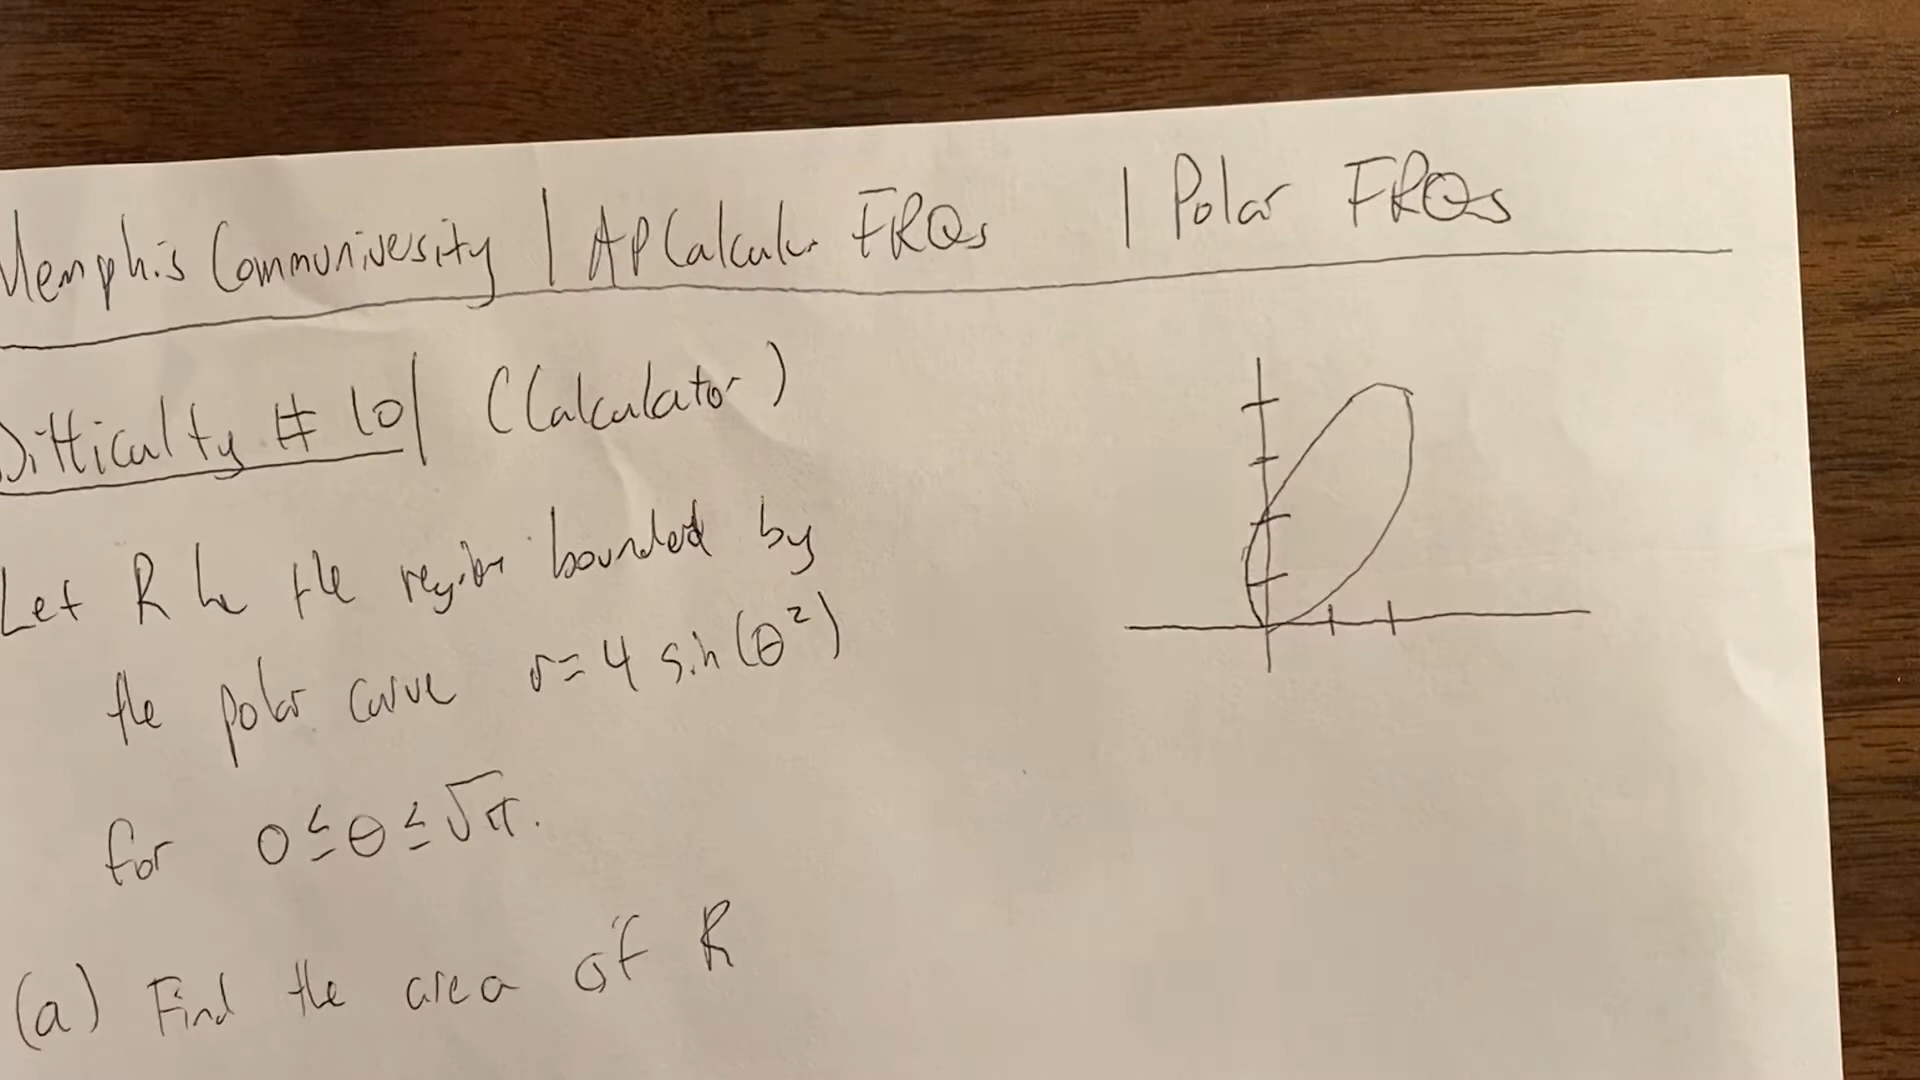 Memphis Communiversity | AP Calculus FRQs | Polar FRQs
Difficulty # 10 (Calculator)
Let R be the region bounded by
the polar curve r = 4 sin(θ²)
for 0 ≤ θ ≤ √π.
(a) Find the area of R